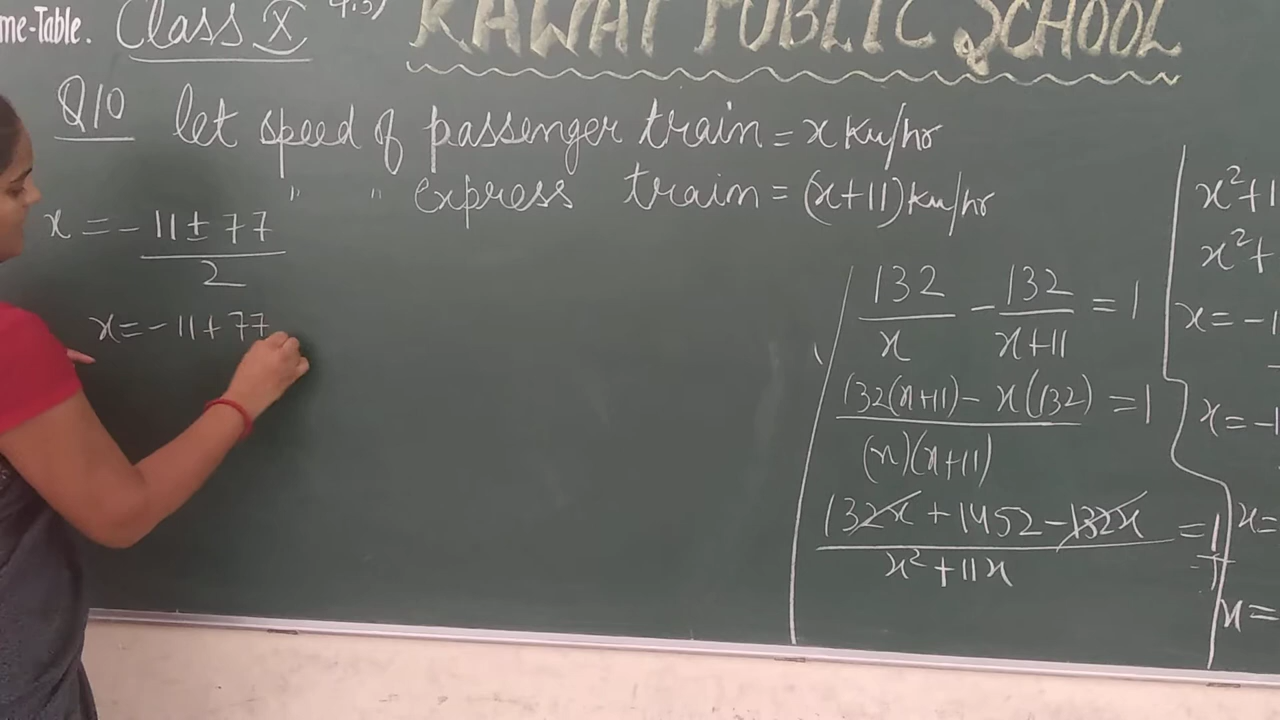 me-Table. Class X 4.3)
KAWAT PUBLIC SCHOOL
Q10 let speed of passenger train = x Km/hr
" " express train = (x+11) Km/hr
x = -11 ± 77
2
x = -11 + 77
132/x - 132/(x+11) = 1
132(x+11) - x(132) = 1
(x)(x+11)
132x + 1452 - 132x = 1
x² + 11x
x² + 1
x² +
x = -1
x = -1
x =
x =